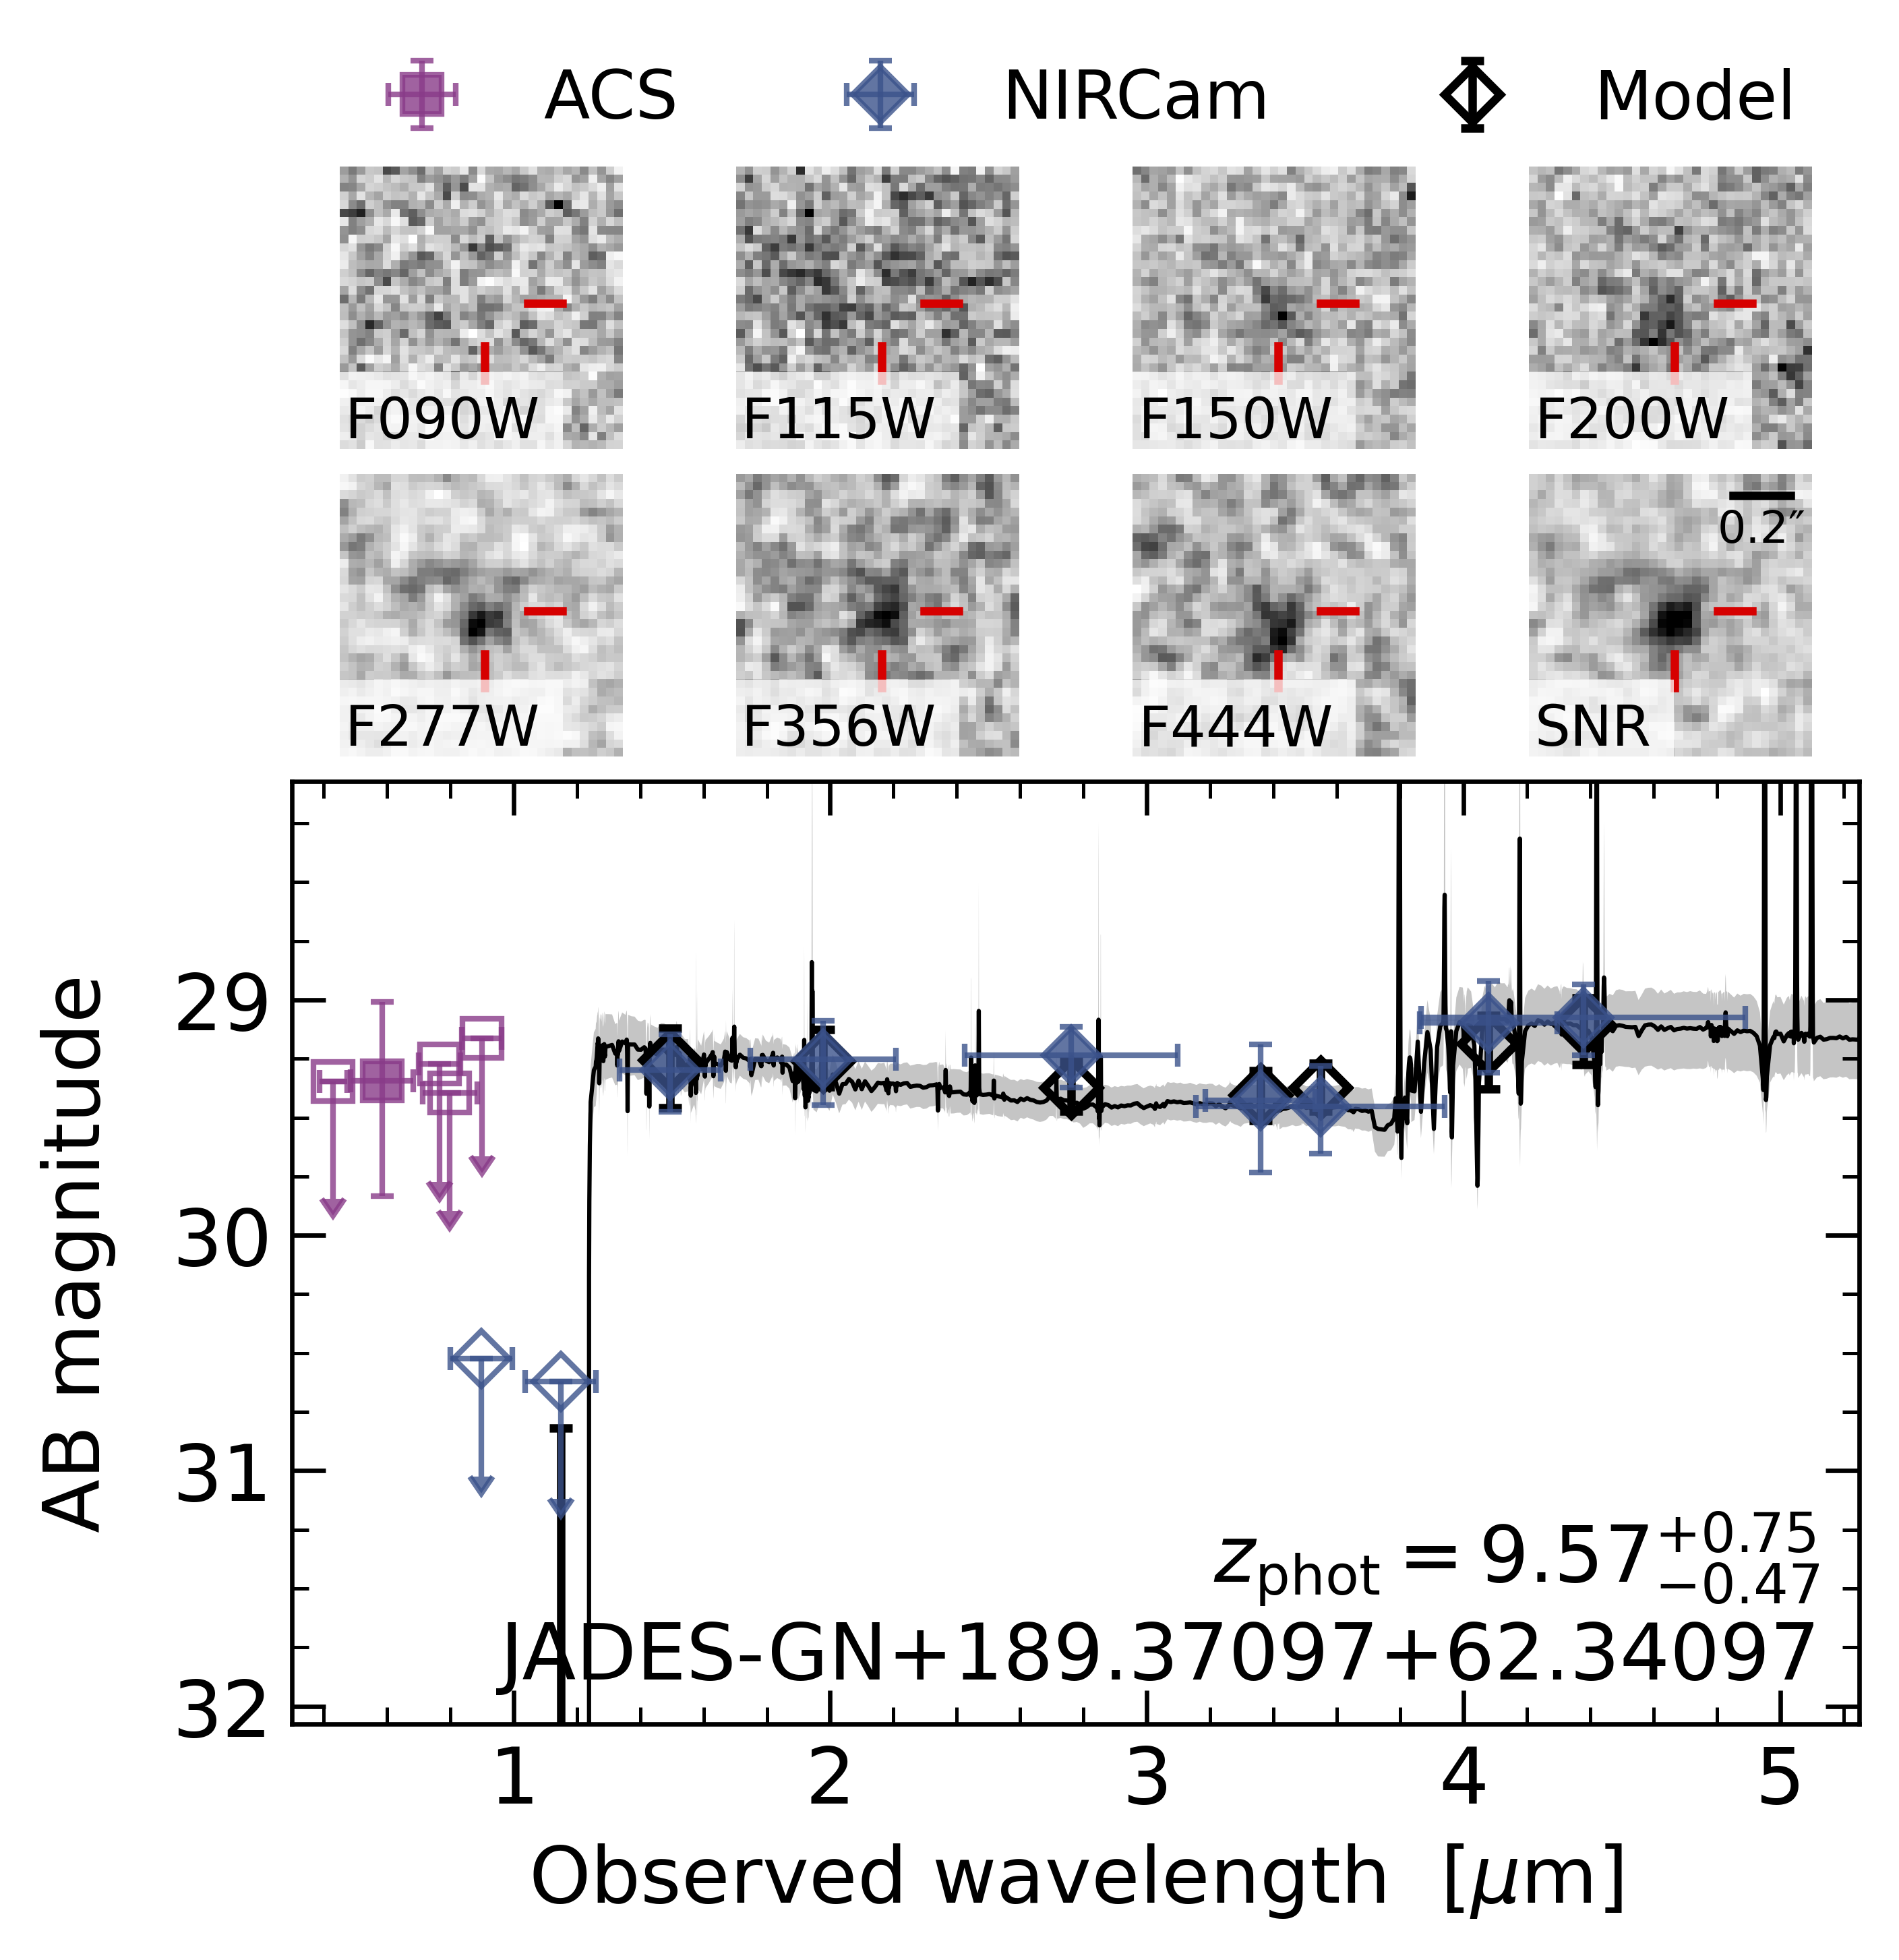 ACS NIRCam Model
F090W F115W F150W F200W
0.2″
F277W F356W F444W SNR
AB magnitude
29
30
31
32
z_phot = 9.57^{+0.75}_{−0.47}
JADES-GN+189.37097+62.34097
1 2 3 4 5
Observed wavelength [μm]